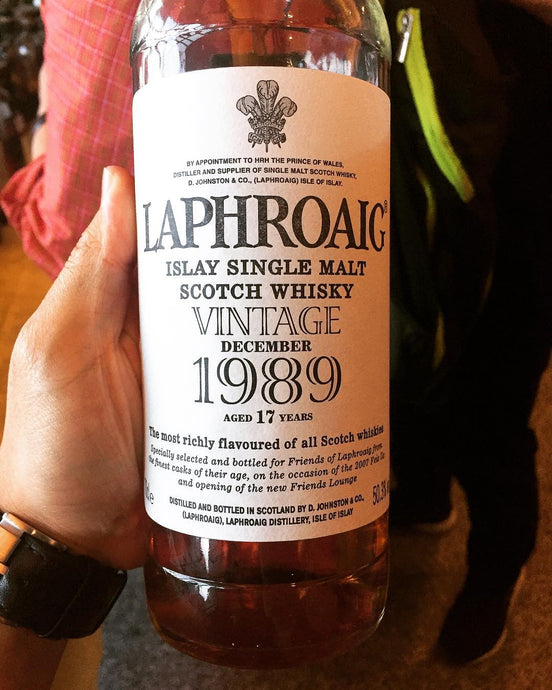 BY APPOINTMENT TO HRH THE PRINCE OF WALES,
DISTILLER AND SUPPLIER OF SINGLE MALT SCOTCH WHISKY,
D. JOHNSTON & CO., (LAPHROAIG) ISLE OF ISLAY.
LAPHROAIG®
ISLAY SINGLE MALT
SCOTCH WHISKY
VINTAGE
DECEMBER
1989
AGED 17 YEARS
The most richly flavoured of all Scotch whiskies
Specially selected and bottled for Friends of Laphroaig from
the finest casks of their age, on the occasion of the 2007 Feis
and opening of the new Friends Lounge
50.3%
DISTILLED AND BOTTLED IN SCOTLAND BY D. JOHNSTON & CO.,
(LAPHROAIG), LAPHROAIG DISTILLERY, ISLE OF ISLAY